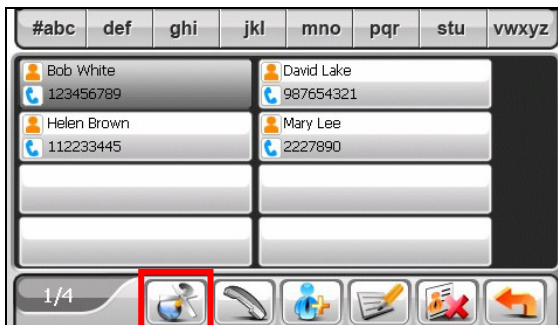 #abc def ghi jkl mno pqr stu vwxyz
Bob White David Lake
123456789 987654321
Helen Brown Mary Lee
112233445 2227890
1/4